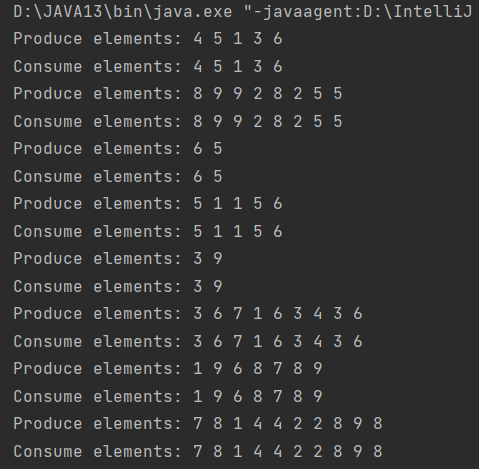 D:\JAVA13\bin\java.exe "-javaagent:D:\IntelliJ
Produce elements: 4 5 1 3 6
Consume elements: 4 5 1 3 6
Produce elements: 8 9 9 2 8 2 5 5
Consume elements: 8 9 9 2 8 2 5 5
Produce elements: 6 5
Consume elements: 6 5
Produce elements: 5 1 1 5 6
Consume elements: 5 1 1 5 6
Produce elements: 3 9
Consume elements: 3 9
Produce elements: 3 6 7 1 6 3 4 3 6
Consume elements: 3 6 7 1 6 3 4 3 6
Produce elements: 1 9 6 8 7 8 9
Consume elements: 1 9 6 8 7 8 9
Produce elements: 7 8 1 4 4 2 2 8 9 8
Consume elements: 7 8 1 4 4 2 2 8 9 8